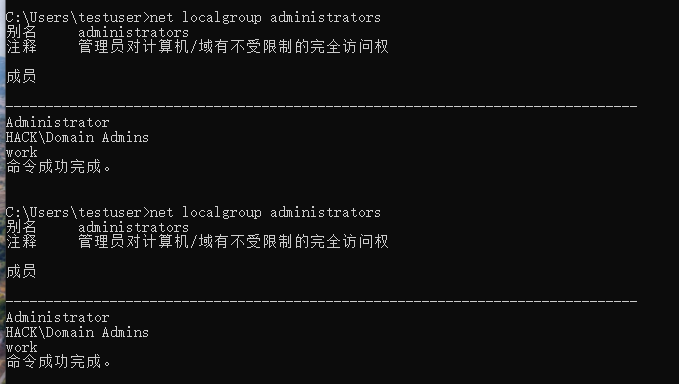 C:\Users\testuser>net localgroup administrators
别名     administrators
注释     管理员对计算机/域有不受限制的完全访问权

成员

-------------------------------------------------------------------------------
Administrator
HACK\Domain Admins
work
命令成功完成。


C:\Users\testuser>net localgroup administrators
别名     administrators
注释     管理员对计算机/域有不受限制的完全访问权

成员

-------------------------------------------------------------------------------
Administrator
HACK\Domain Admins
work
命令成功完成。